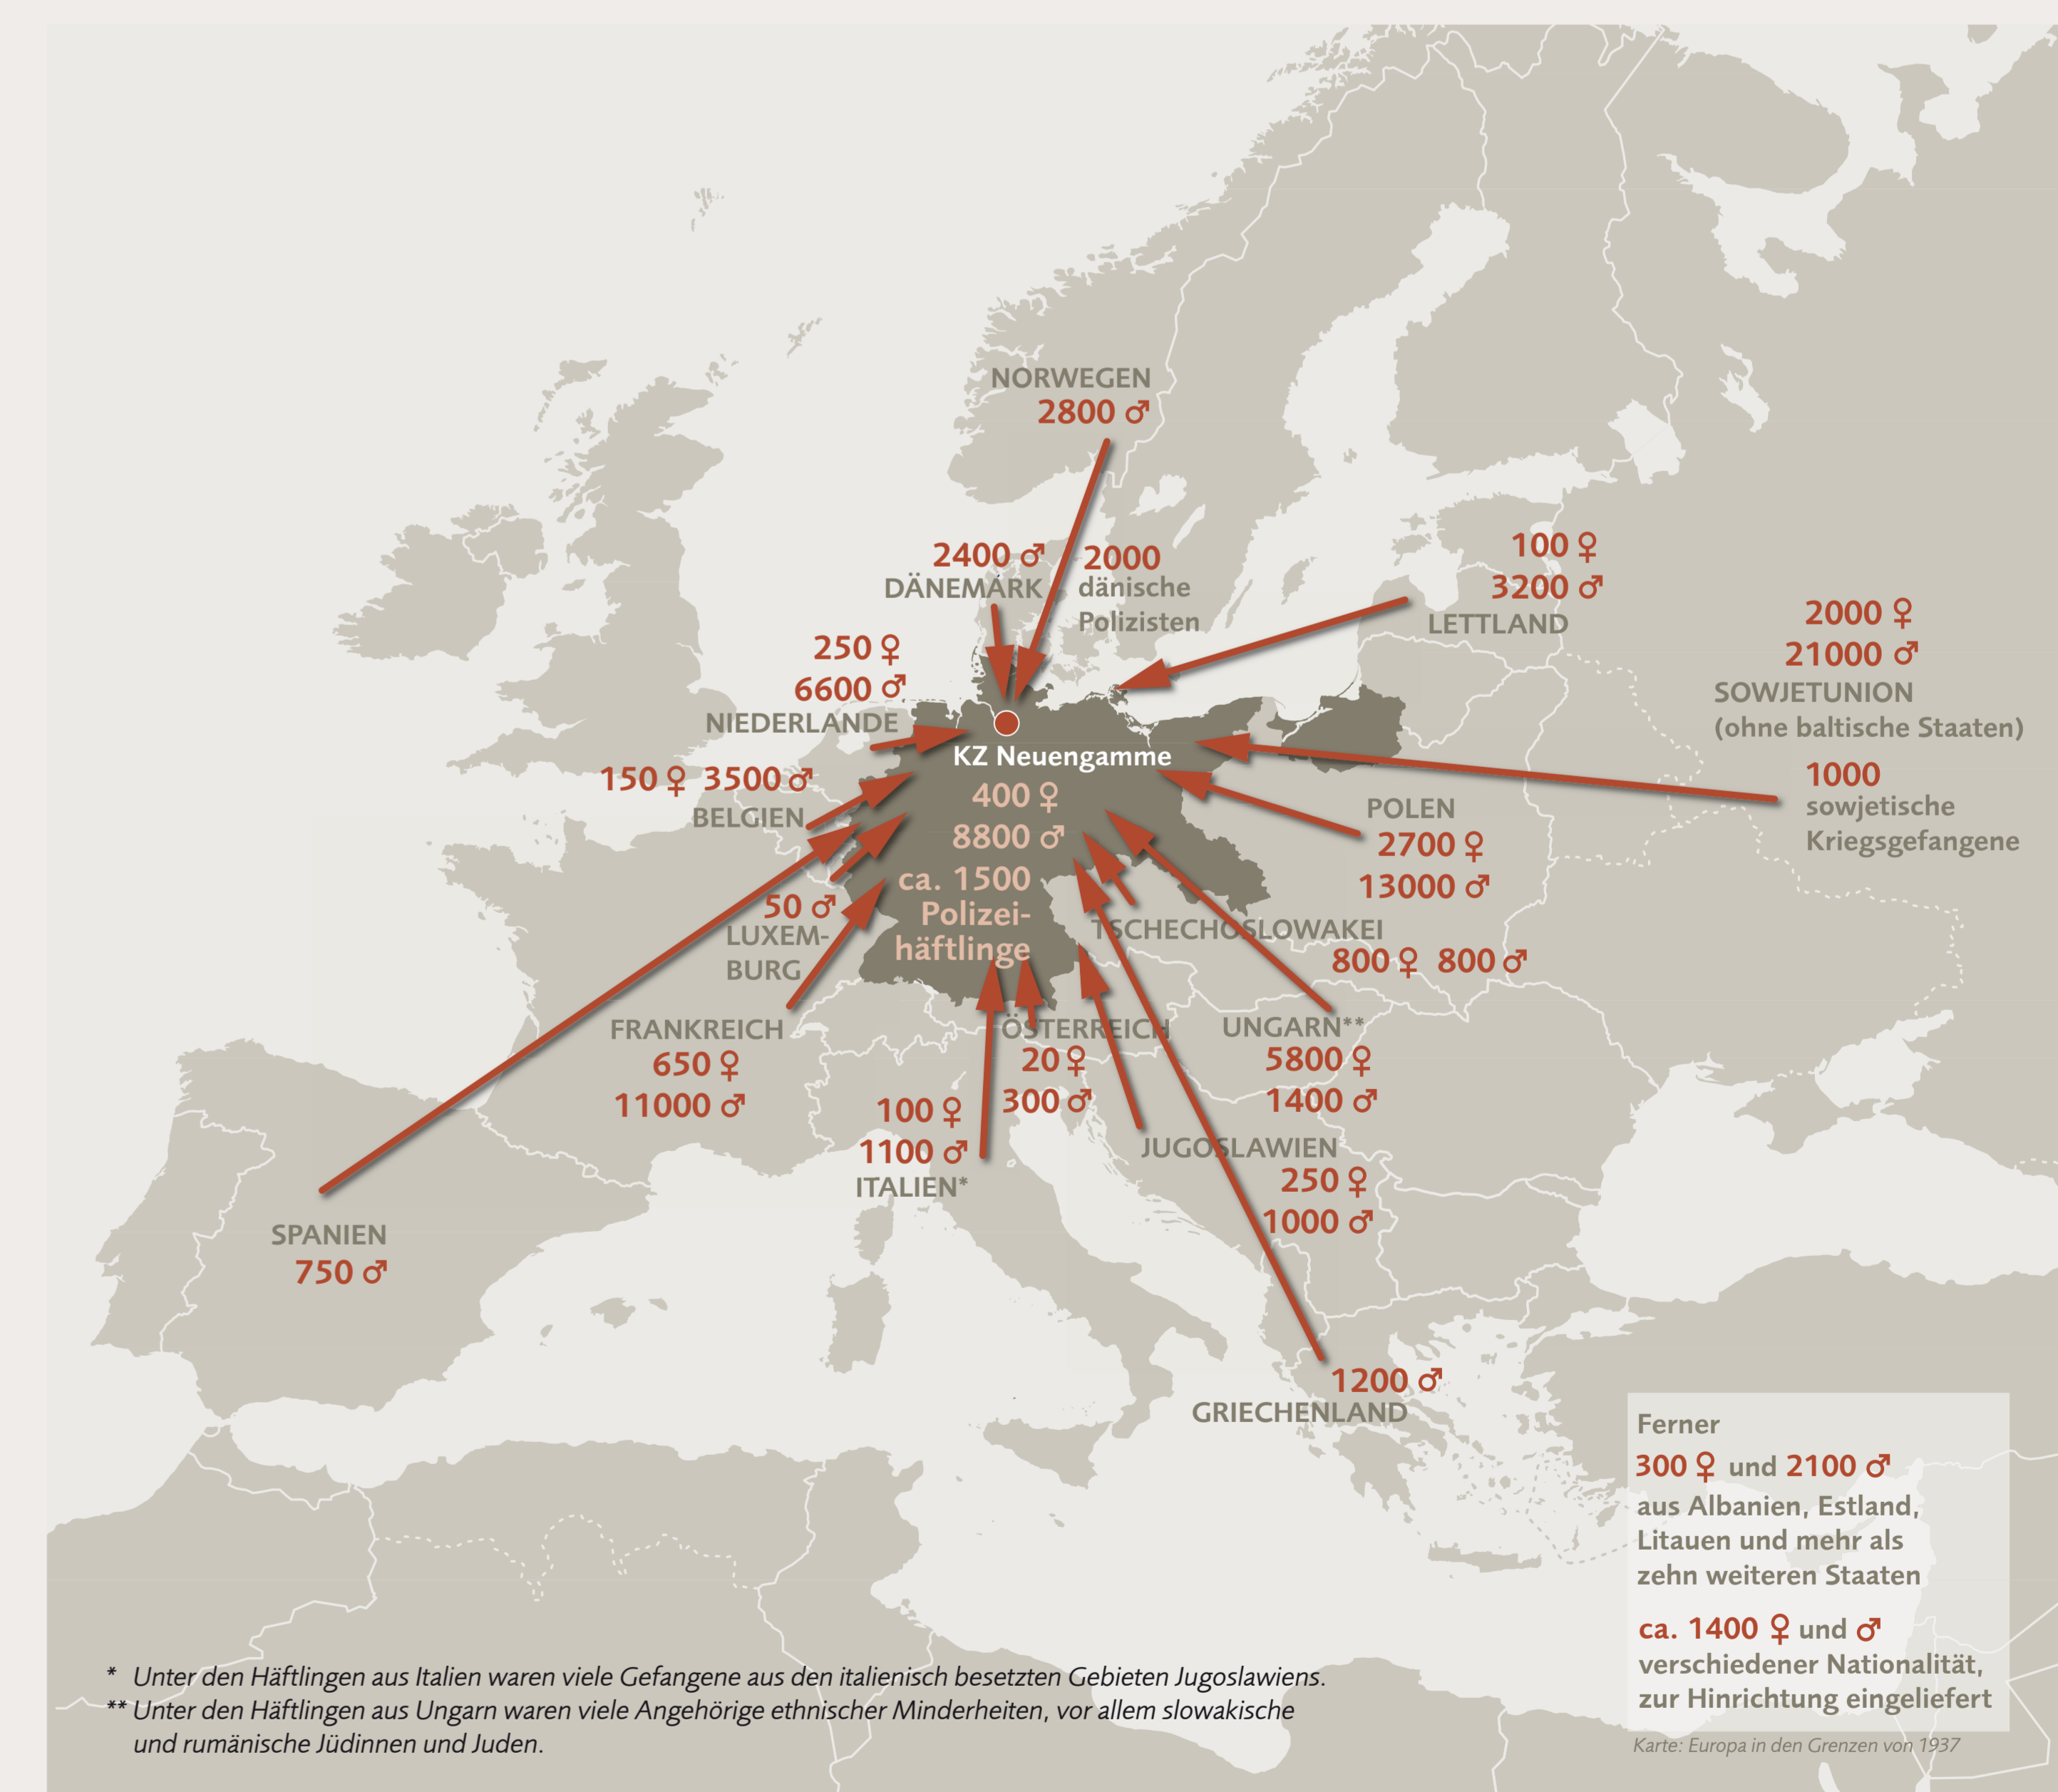 NORWEGEN
2800 ♂
2400 ♂
DÄNEMARK
2000
dänische
Polizisten
100 ♀
3200 ♂
LETTLAND
2000 ♀
21000 ♂
SOWJETUNION
(ohne baltische Staaten)
1000
sowjetische
Kriegsgefangene
250 ♀
6600 ♂
NIEDERLANDE
150 ♀ 3500 ♂
BELGIEN
KZ Neuengamme
400 ♀
8800 ♂
ca. 1500
Polizei-
häftlinge
POLEN
2700 ♀
13000 ♂
50 ♂
LUXEM-
BURG
TSCHECHOSLOWAKEI
800 ♀ 800 ♂
FRANKREICH
650 ♀
11000 ♂
ÖSTERREICH
20 ♀
300 ♂
UNGARN**
5800 ♀
1400 ♂
100 ♀
1100 ♂
ITALIEN*
JUGOSLAWIEN
250 ♀
1000 ♂
SPANIEN
750 ♂
1200 ♂
GRIECHENLAND
Ferner
300 ♀ und 2100 ♂
aus Albanien, Estland,
Litauen und mehr als
zehn weiteren Staaten
ca. 1400 ♀ und ♂
verschiedener Nationalität,
zur Hinrichtung eingeliefert
Karte: Europa in den Grenzen von 1937
* Unter den Häftlingen aus Italien waren viele Gefangene aus den italienisch besetzten Gebieten Jugoslawiens.
** Unter den Häftlingen aus Ungarn waren viele Angehörige ethnischer Minderheiten, vor allem slowakische
und rumänische Jüdinnen und Juden.